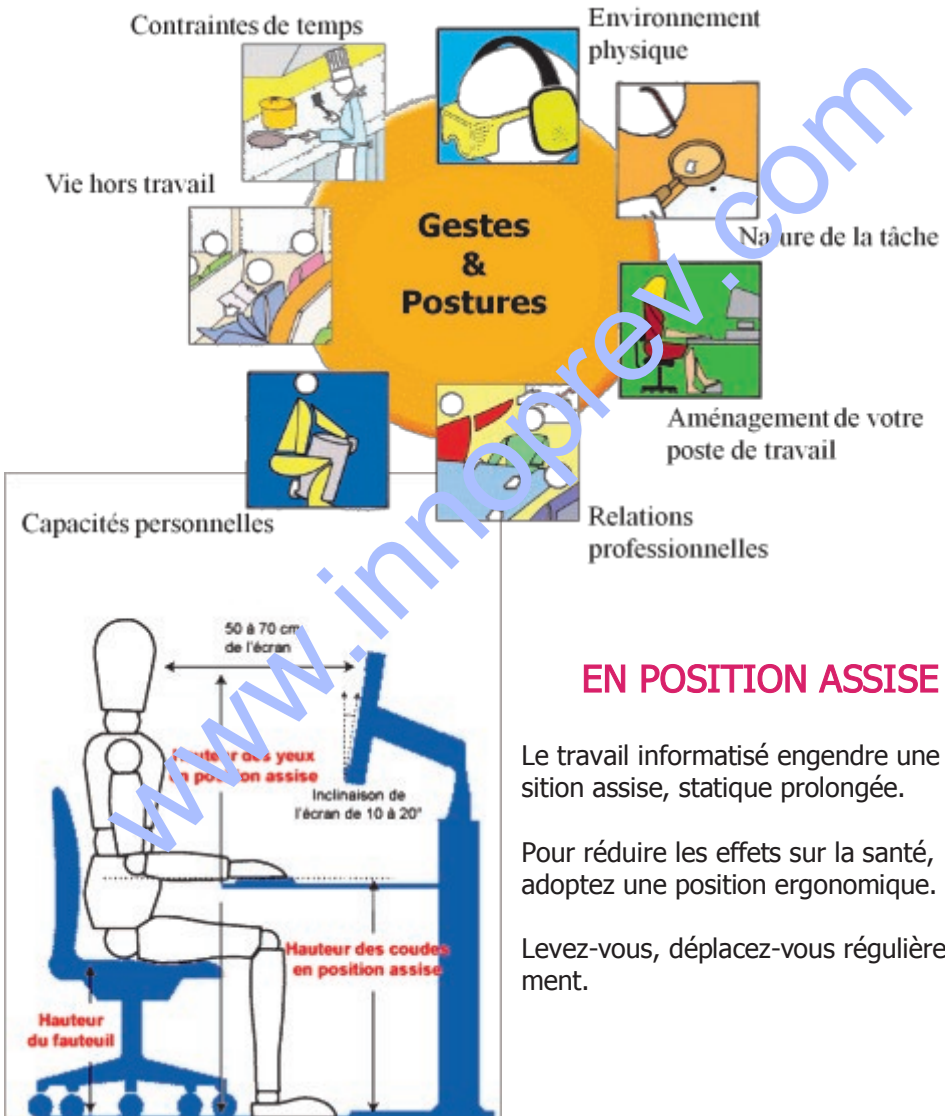 Contraintes de temps
Environnement
physique
Vie hors travail
Gestes
&
Postures
Nature de la tâche
Aménagement de votre
poste de travail
Relations
professionnelles
Capacités personnelles
50 à 70 cm
de l'écran
Hauteur des yeux
en position assise
Inclinaison de
l'écran de 10 à 20°
Hauteur des coudes
en position assise
Hauteur
du fauteuil
EN POSITION ASSISE
Le travail informatisé engendre une
sition assise, statique prolongée.
Pour réduire les effets sur la santé,
adoptez une position ergonomique.
Levez-vous, déplacez-vous régulière
ment.
www.innoprev.com